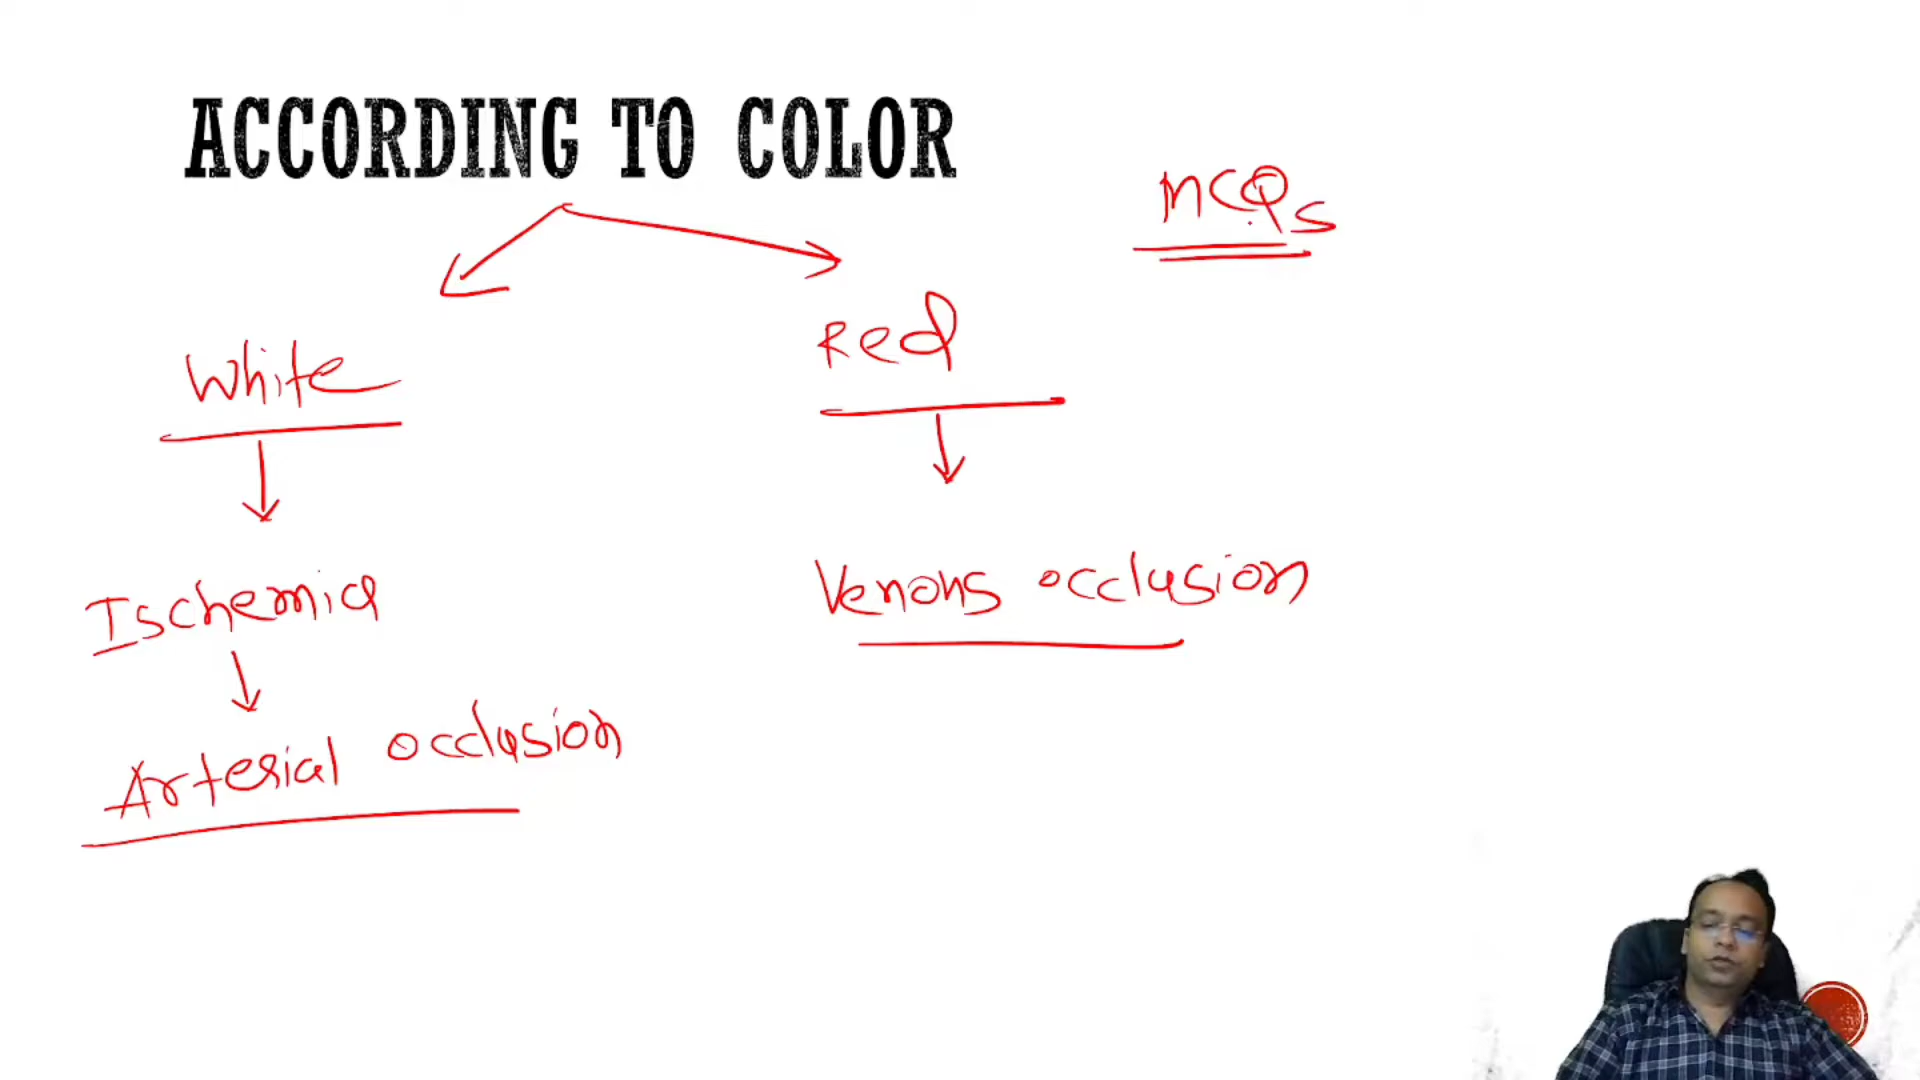 ACCORDING TO COLOR
MCQs
White
Red
Ischemia
Venous occlusion
Arterial occlusion